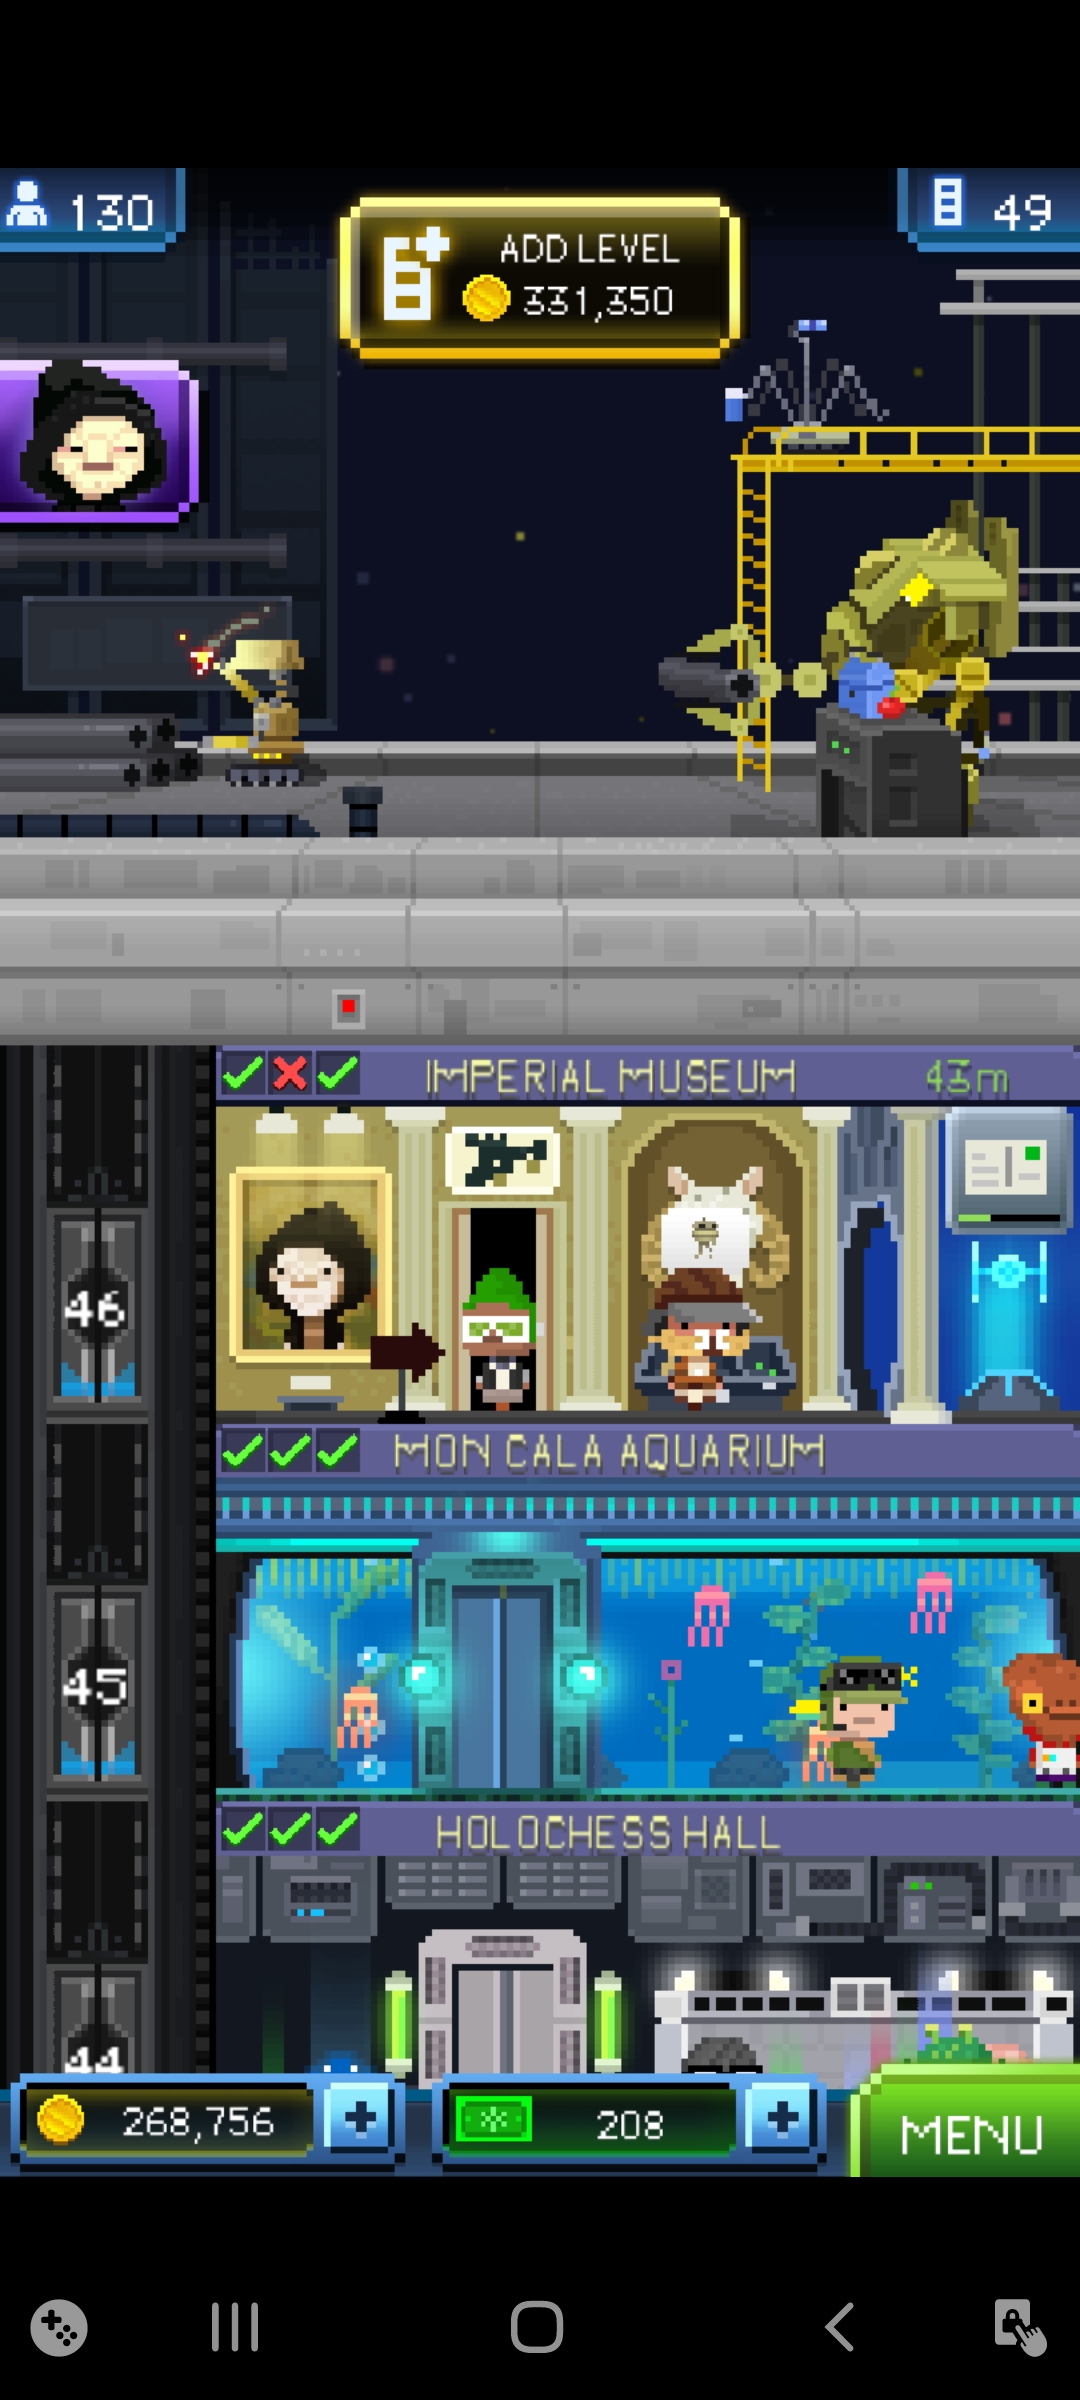 130
ADD LEVEL
331,350
49
IMPERIAL MUSEUM 43m
46
MON CALA AQUARIUM
45
HOLOCHESS HALL
44
268,756
208
MENU